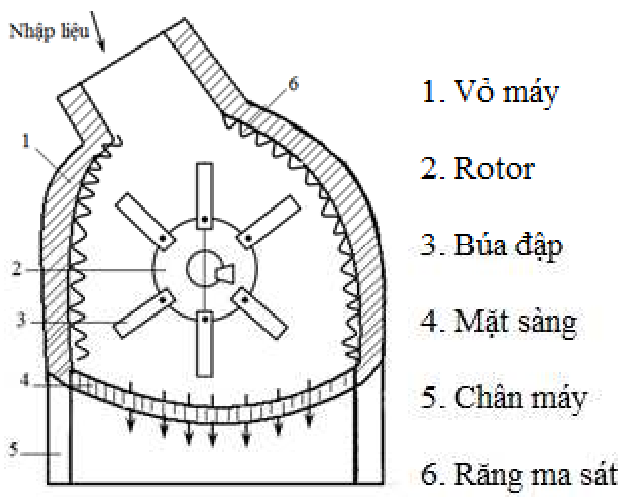 Nhập liệu
6
1
2
3
4
5
1. Vỏ máy
2. Rotor
3. Búa đập
4. Mặt sàng
5. Chân máy
6. Răng ma sát